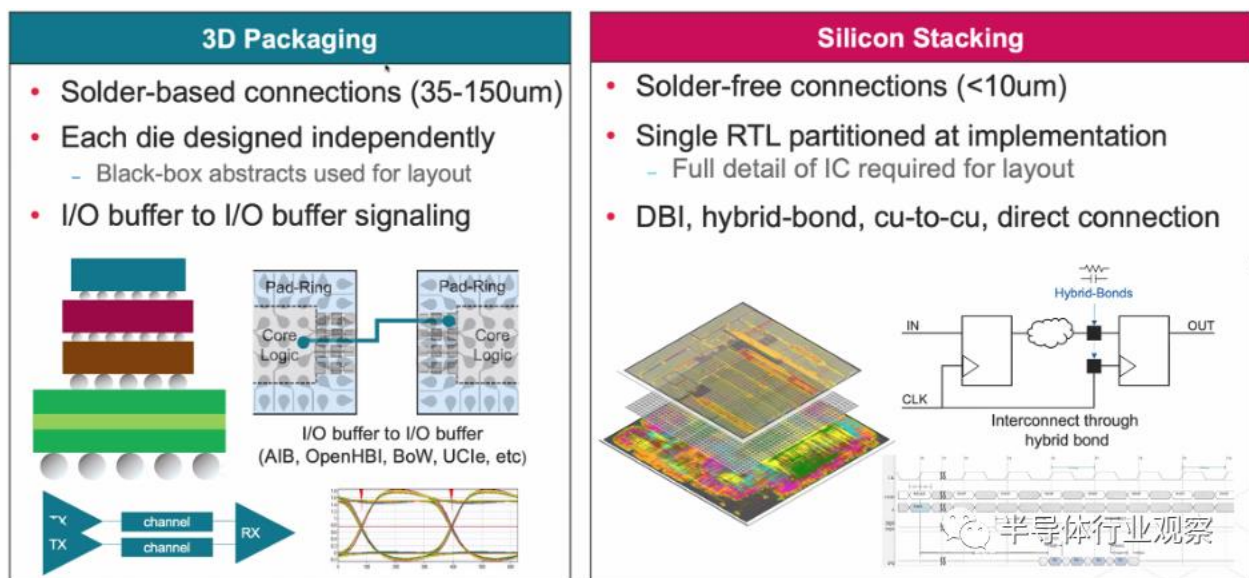 3D Packaging
• Solder-based connections (35-150um)
• Each die designed independently
– Black-box abstracts used for layout
• I/O buffer to I/O buffer signaling
Pad-Ring
Core
Logic
Pad-Ring
Core
Logic
I/O buffer to I/O buffer
(AIB, OpenHBI, BoW, UCIe, etc)
TX
channel
TX
channel
RX
Silicon Stacking
• Solder-free connections (<10um)
• Single RTL partitioned at implementation
– Full detail of IC required for layout
• DBI, hybrid-bond, cu-to-cu, direct connection
Hybrid-Bonds
IN
OUT
CLK
Interconnect through
hybrid bond
半导体行业观察